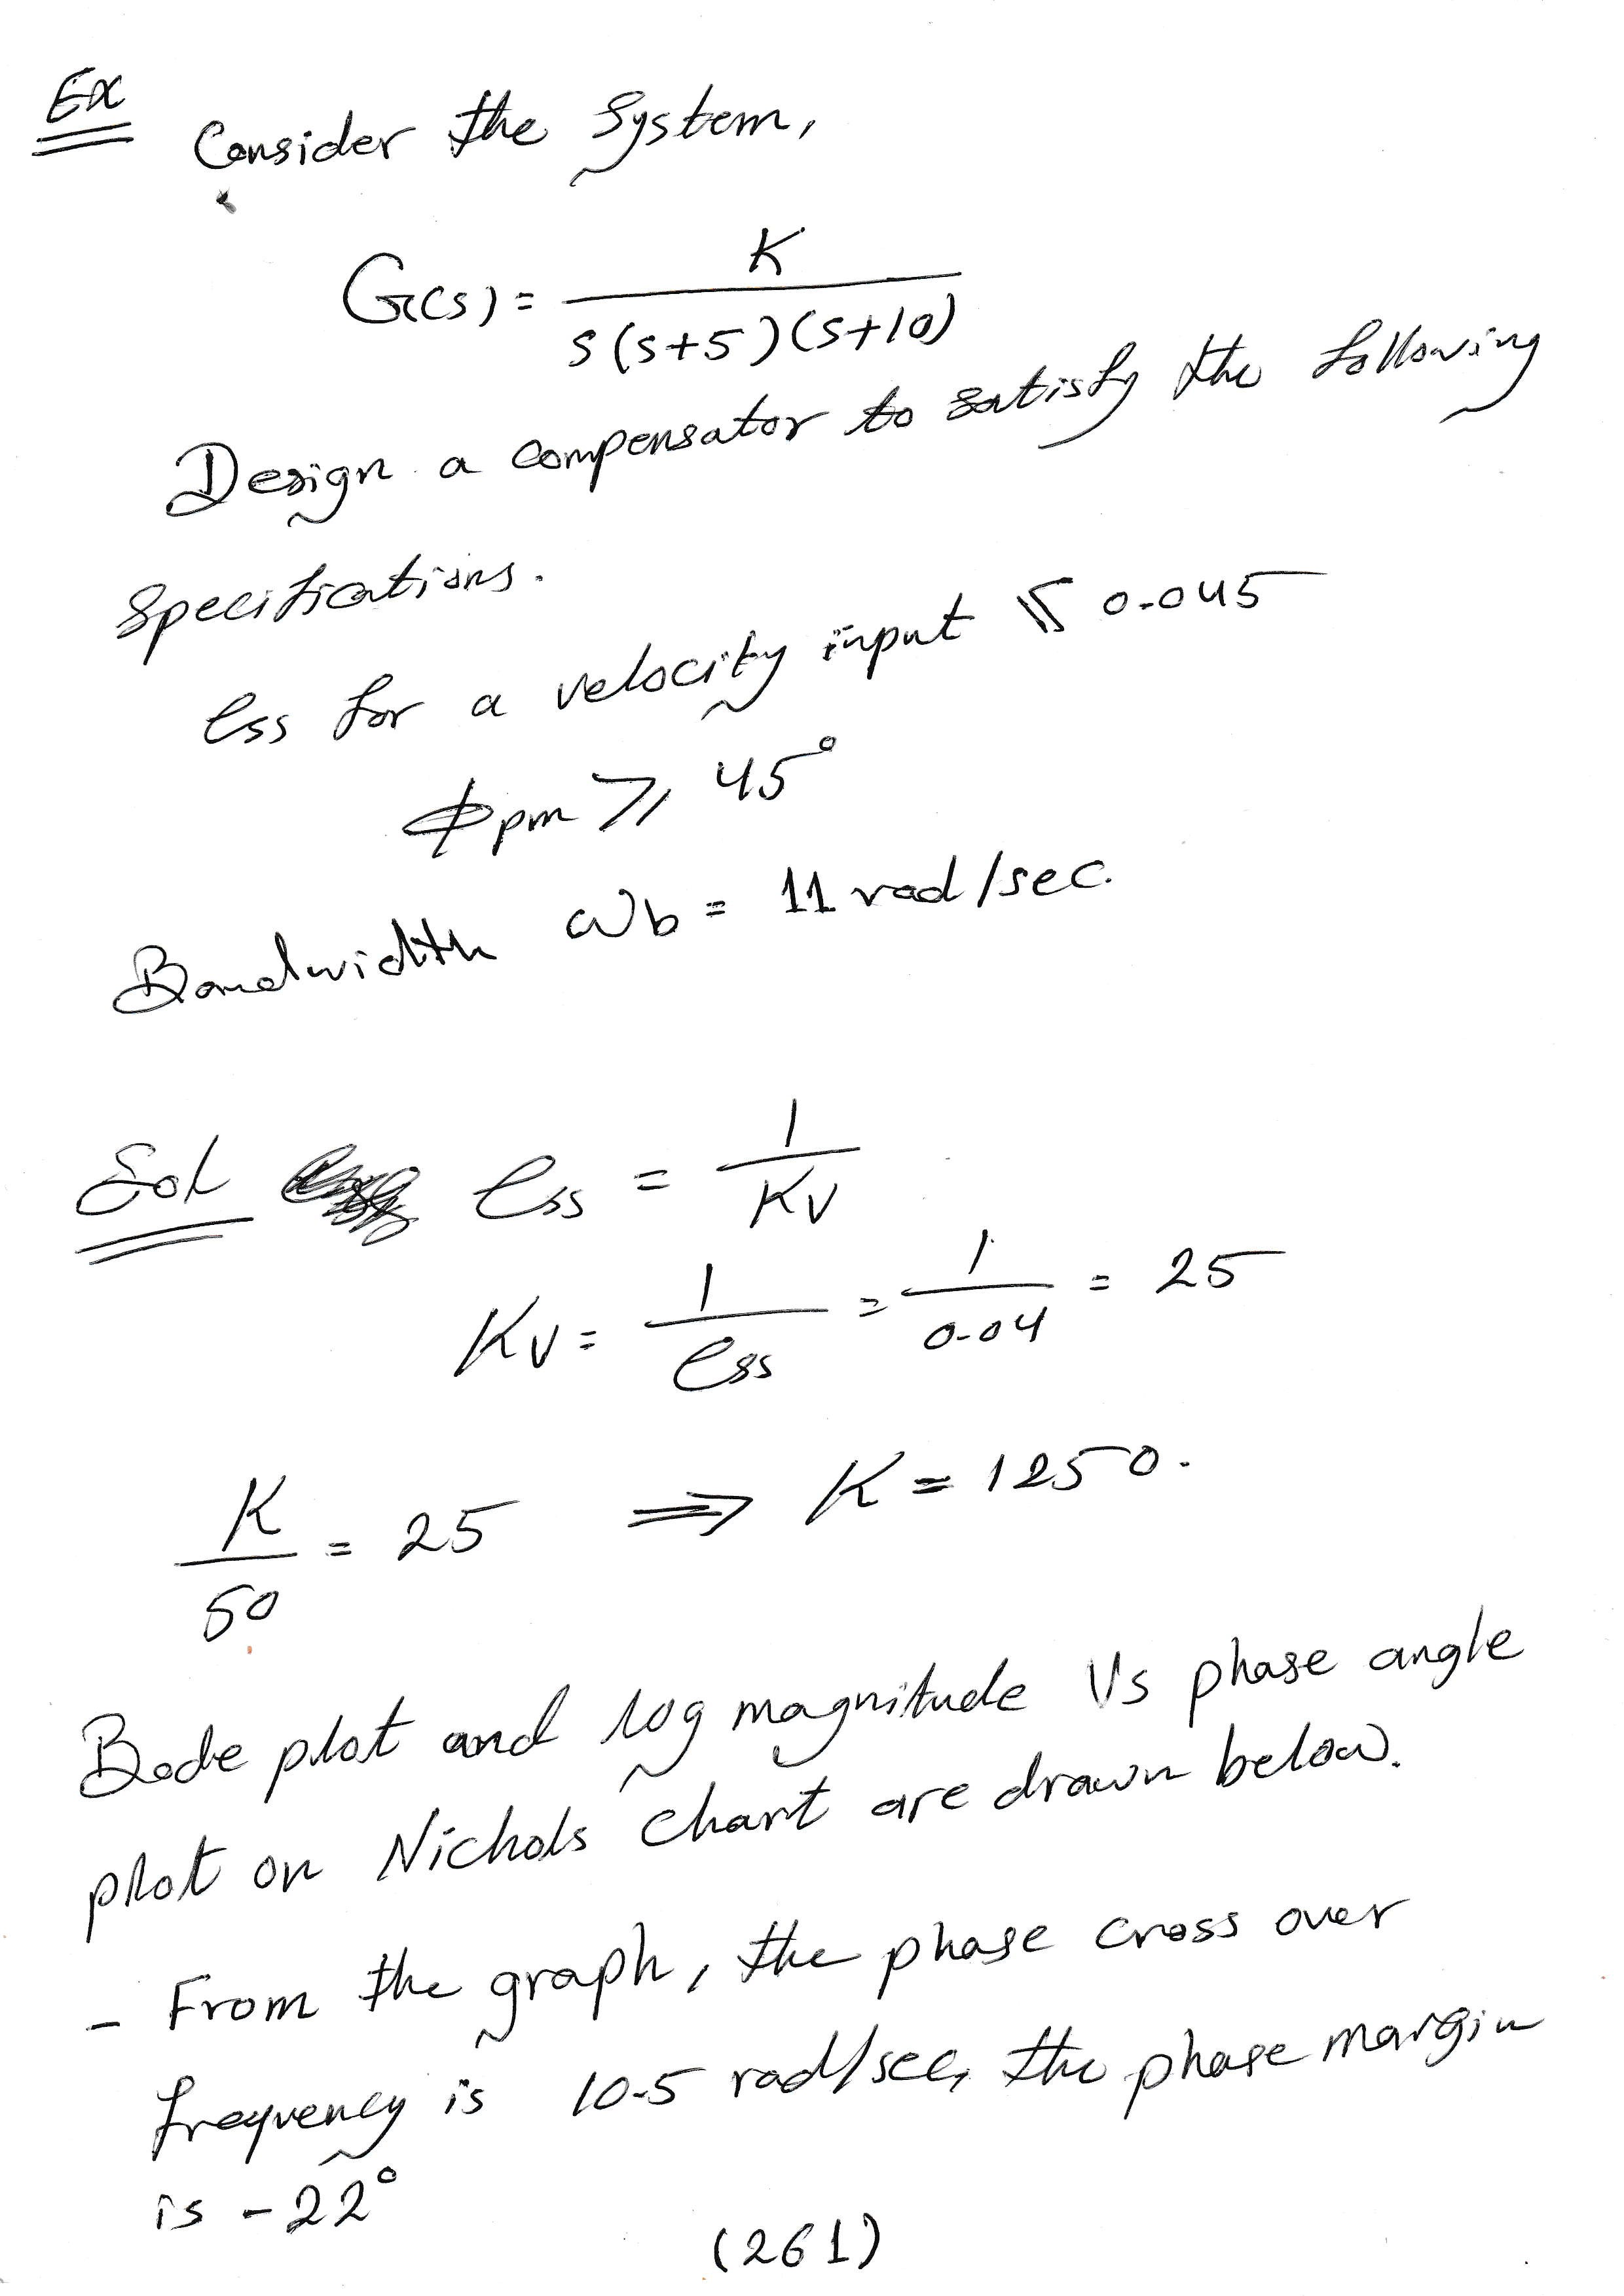 Ex Consider the system,
G(s) = K / s(s+5)(s+10)
Design a compensator to satisfy the following
specifications.
ess for a velocity input ≤ 0.045
ϕpm ≥ 45°
Bandwidth ωb = 11 rad/sec.
Sol ess = 1 / Kv
Kv = 1 / ess = 1 / 0.04 = 25
K / 50 = 25 ⇒ K = 1250.
Bode plot and log magnitude Vs phase angle
plot on Nichols chart are drawn below.
- From the graph, the phase cross over
frequency is 10.5 rad/sec, the phase margin
is -22°
(261)